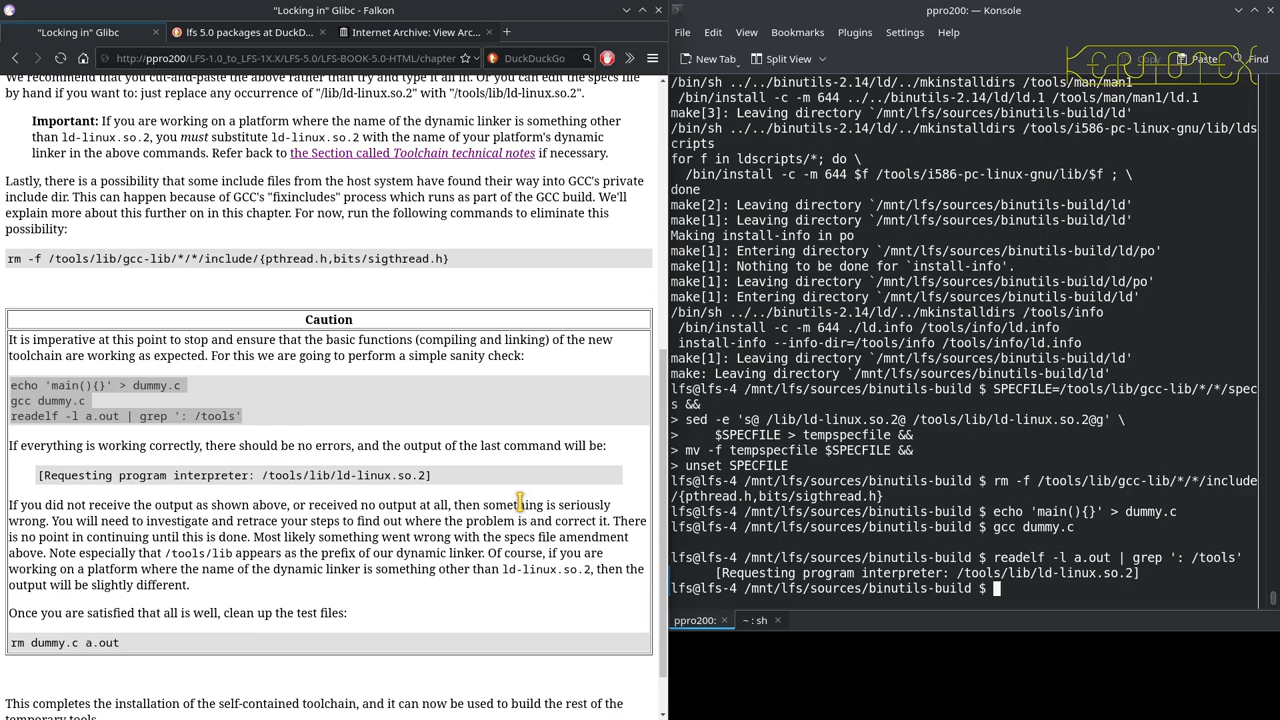 "Locking in" Glibc - Falkon
"Locking in" Glibc
lfs 5.0 packages at DuckD...
Internet Archive: View Arc...
http://ppro200/LFS-1.0_to_LFS-1X.X/LFS-5.0/LFS-BOOK-5.0-HTML/chapter
DuckDuckGo
we recommend that you cut-and-paste the above rather than try and type it all in. Or you can edit the specs file
by hand if you want to: just replace any occurrence of "/lib/ld-linux.so.2" with "/tools/lib/ld-linux.so.2".
Important: If you are working on a platform where the name of the dynamic linker is something other
than ld-linux.so.2, you must substitute ld-linux.so.2 with the name of your platform's dynamic
linker in the above commands. Refer back to the Section called Toolchain technical notes if necessary.
Lastly, there is a possibility that some include files from the host system have found their way into GCC's private
include dir. This can happen because of GCC's "fixincludes" process which runs as part of the GCC build. We'll
explain more about this further on in this chapter. For now, run the following commands to eliminate this
possibility:
rm -f /tools/lib/gcc-lib/*/*/include/{pthread.h,bits/sigthread.h}
Caution
It is imperative at this point to stop and ensure that the basic functions (compiling and linking) of the new
toolchain are working as expected. For this we are going to perform a simple sanity check:
echo 'main(){}' > dummy.c
gcc dummy.c
readelf -l a.out | grep ': /tools'
If everything is working correctly, there should be no errors, and the output of the last command will be:
[Requesting program interpreter: /tools/lib/ld-linux.so.2]
If you did not receive the output as shown above, or received no output at all, then something is seriously
wrong. You will need to investigate and retrace your steps to find out where the problem is and correct it. There
is no point in continuing until this is done. Most likely something went wrong with the specs file amendment
above. Note especially that /tools/lib appears as the prefix of our dynamic linker. Of course, if you are
working on a platform where the name of the dynamic linker is something other than ld-linux.so.2, then the
output will be slightly different.
Once you are satisfied that all is well, clean up the test files:
rm dummy.c a.out
This completes the installation of the self-contained toolchain, and it can now be used to build the rest of the
temporary tools.
ppro200: — Konsole
File Edit View Bookmarks Plugins Settings Help
New Tab Split View Copy Paste Find
/bin/sh ../../binutils-2.14/ld/../mkinstalldirs /tools/man/man1
/bin/install -c -m 644 ../../binutils-2.14/ld/ld.1 /tools/man/man1/ld.1
make[3]: Leaving directory `/mnt/lfs/sources/binutils-build/ld'
/bin/sh ../../binutils-2.14/ld/../mkinstalldirs /tools/i586-pc-linux-gnu/lib/lds
cripts
for f in ldscripts/*; do \
/bin/install -c -m 644 $f /tools/i586-pc-linux-gnu/lib/$f ; \
done
make[2]: Leaving directory `/mnt/lfs/sources/binutils-build/ld'
make[1]: Leaving directory `/mnt/lfs/sources/binutils-build/ld'
Making install-info in po
make[1]: Entering directory `/mnt/lfs/sources/binutils-build/ld/po'
make[1]: Nothing to be done for `install-info'.
make[1]: Leaving directory `/mnt/lfs/sources/binutils-build/ld/po'
make[1]: Entering directory `/mnt/lfs/sources/binutils-build/ld'
/bin/sh ../../binutils-2.14/ld/../mkinstalldirs /tools/info
/bin/install -c -m 644 ./ld.info /tools/info/ld.info
install-info --info-dir=/tools/info /tools/info/ld.info
make[1]: Leaving directory `/mnt/lfs/sources/binutils-build/ld'
make: Leaving directory `/mnt/lfs/sources/binutils-build/ld'
lfs@lfs-4 /mnt/lfs/sources/binutils-build $ SPECFILE=/tools/lib/gcc-lib/*/*/spec
s &&
> sed -e 's@ /lib/ld-linux.so.2@ /tools/lib/ld-linux.so.2@g' \
> $SPECFILE > tempspecfile &&
> mv -f tempspecfile $SPECFILE &&
> unset SPECFILE
lfs@lfs-4 /mnt/lfs/sources/binutils-build $ rm -f /tools/lib/gcc-lib/*/*/include
/{pthread.h,bits/sigthread.h}
lfs@lfs-4 /mnt/lfs/sources/binutils-build $ echo 'main(){}' > dummy.c
lfs@lfs-4 /mnt/lfs/sources/binutils-build $ gcc dummy.c
lfs@lfs-4 /mnt/lfs/sources/binutils-build $ readelf -l a.out | grep ': /tools'
[Requesting program interpreter: /tools/lib/ld-linux.so.2]
lfs@lfs-4 /mnt/lfs/sources/binutils-build $
ppro200:
~ : sh